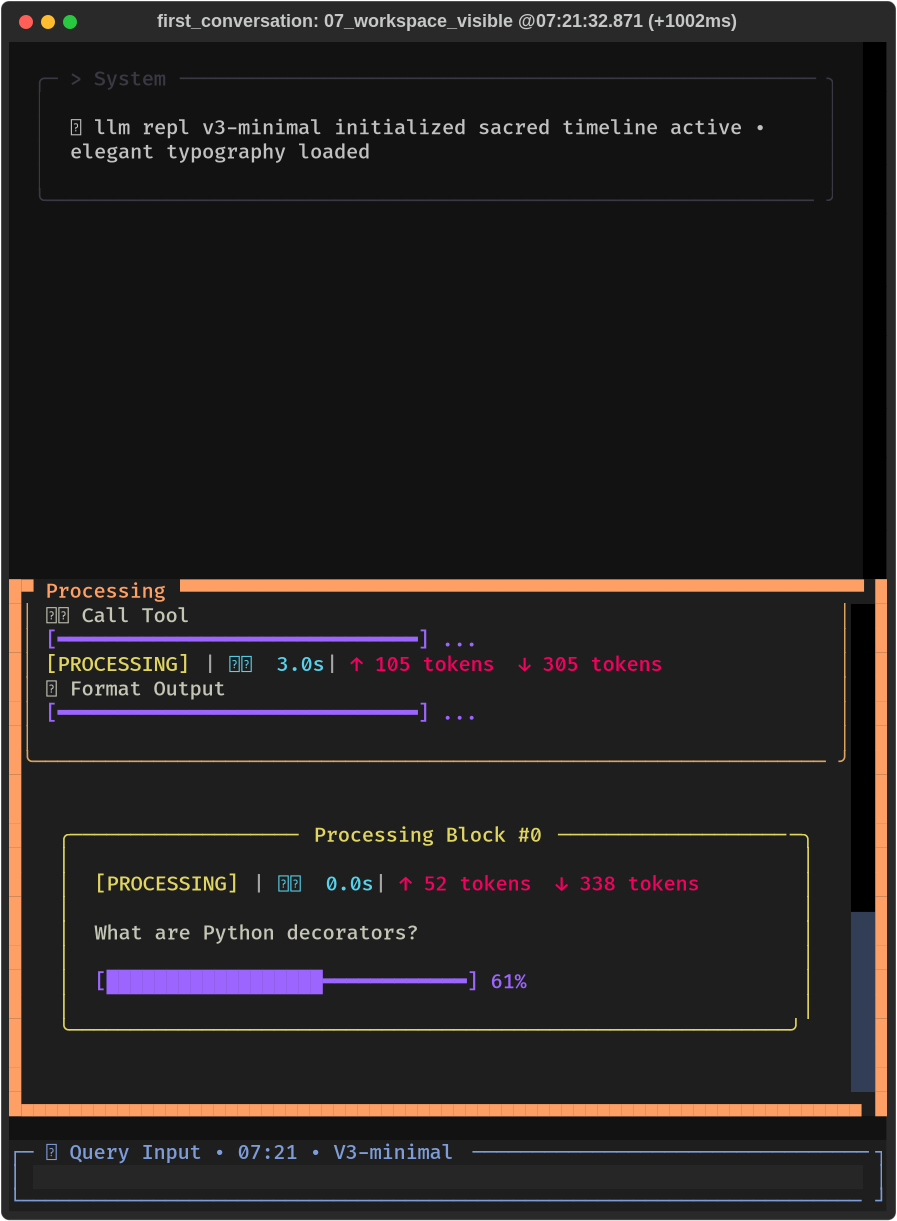 first_conversation: 07_workspace_visible @07:21:32.871 (+1002ms)
> System
llm repl v3-minimal initialized sacred timeline active •
elegant typography loaded
Processing
Call Tool
[━━━━━━━━━━━━━━━━━━━━━━━━━━━━━━] ...
[PROCESSING] | 3.0s| ↑ 105 tokens ↓ 305 tokens
Format Output
[━━━━━━━━━━━━━━━━━━━━━━━━━━━━━━] ...
Processing Block #0
[PROCESSING] | 0.0s| ↑ 52 tokens ↓ 338 tokens
What are Python decorators?
[██████████████████━━━━━━━━━━━━] 61%
Query Input • 07:21 • V3-minimal